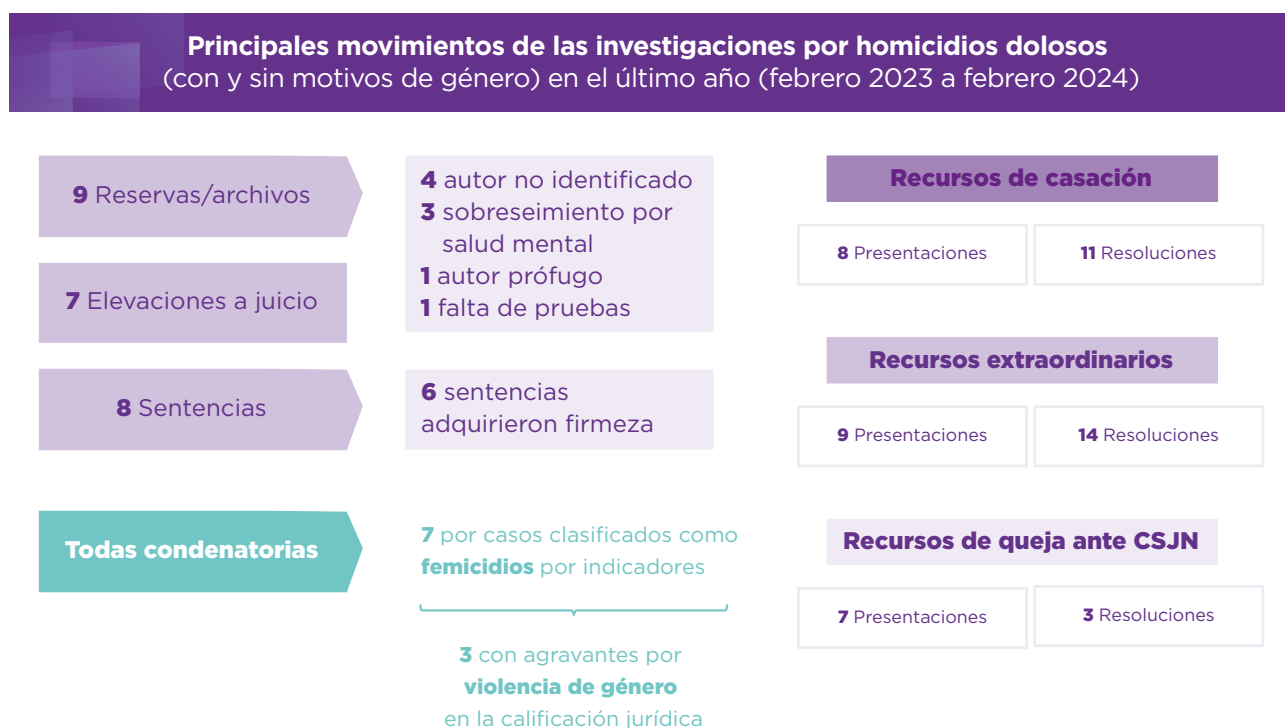 Principales movimientos de las investigaciones por homicidios dolosos
(con y sin motivos de género) en el último año (febrero 2023 a febrero 2024)
9 Reservas/archivos
4 autor no identificado
3 sobreseimiento por
salud mental
1 autor prófugo
1 falta de pruebas
7 Elevaciones a juicio
8 Sentencias
6 sentencias
adquirieron firmeza
Todas condenatorias
7 por casos clasificados como
femicidios por indicadores
3 con agravantes por
violencia de género
en la calificación jurídica
Recursos de casación
8 Presentaciones
11 Resoluciones
Recursos extraordinarios
9 Presentaciones
14 Resoluciones
Recursos de queja ante CSJN
7 Presentaciones
3 Resoluciones